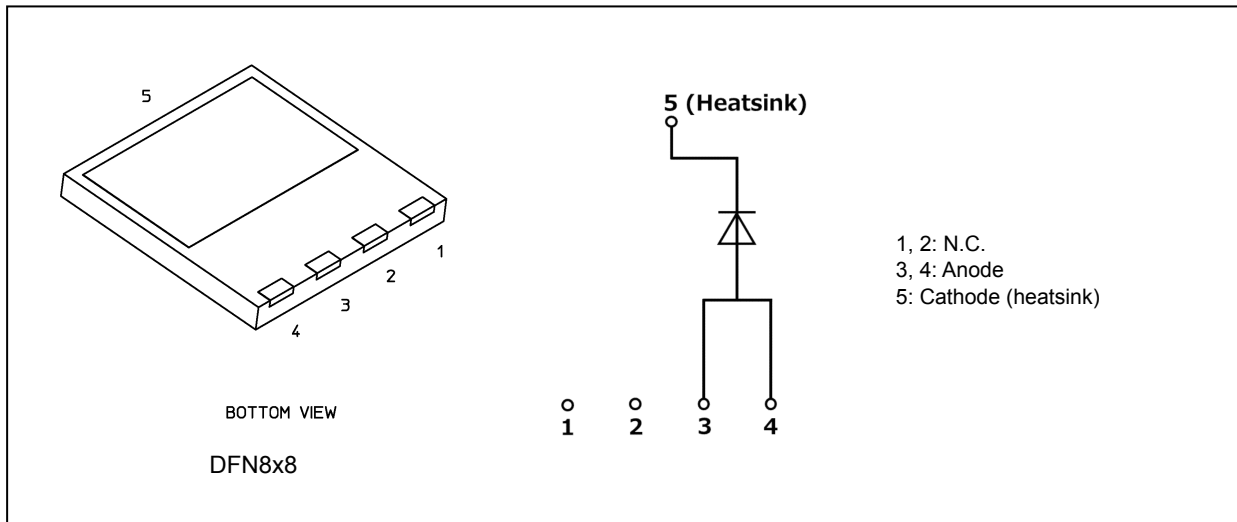 5
1
2
3
4
BOTTOM VIEW
DFN8x8
5 (Heatsink)
1
2
3
4
1, 2: N.C.
3, 4: Anode
5: Cathode (heatsink)